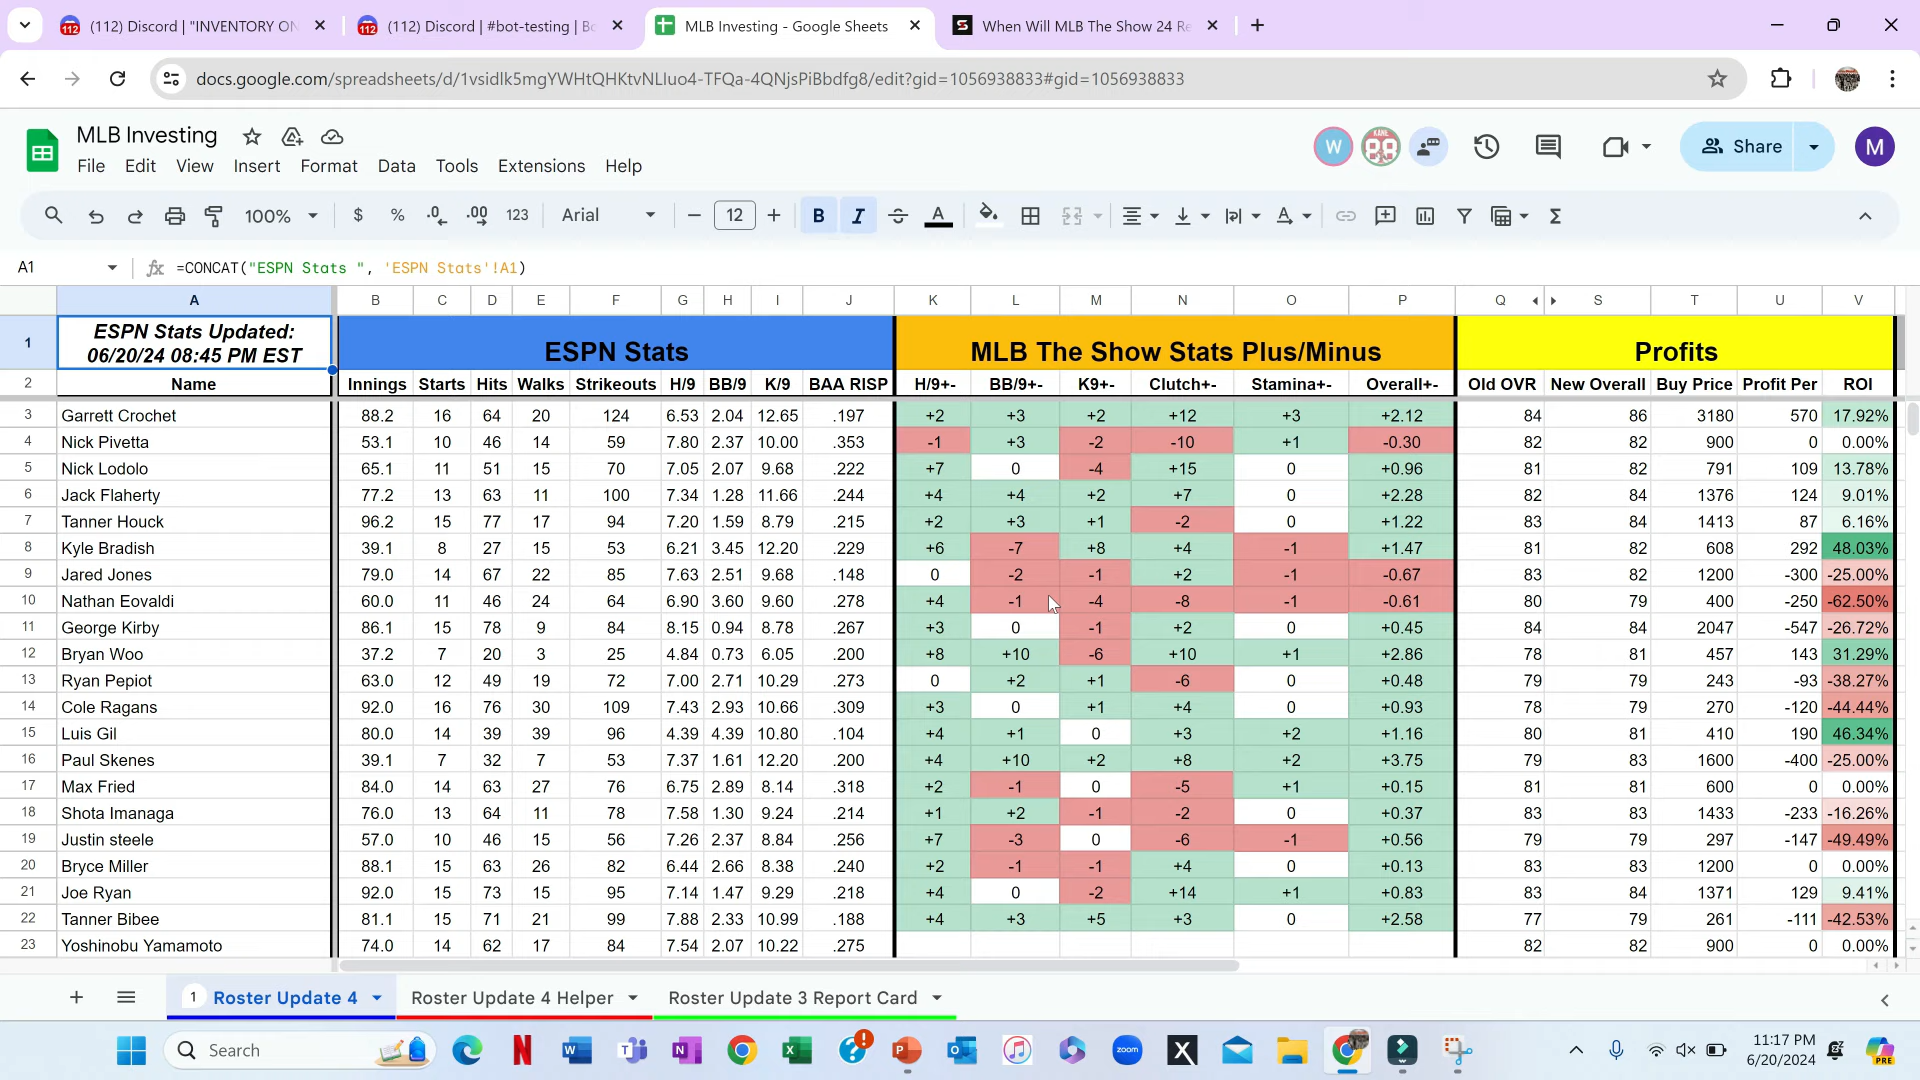 (112) Discord | "INVENTORY ON
(112) Discord | #bot-testing | Bo
MLB Investing - Google Sheets
When Will MLB The Show 24 Re
docs.google.com/spreadsheets/d/1vsidlk5mgYWHtQHKtvNLluo4-TFQa-4QNjsPiBbdfg8/edit?gid=1056938833#gid=1056938833
MLB Investing
File Edit View Insert Format Data Tools Extensions Help
W
Share
M
100% $ % .0 .00 123 Arial 12 B I A
A1
=CONCAT("ESPN Stats ", 'ESPN Stats'!A1)
A B C D E F G H I J K L M N O P Q S T U V
1 ESPN Stats Updated: 06/20/24 08:45 PM EST ESPN Stats MLB The Show Stats Plus/Minus Profits
2 Name Innings Starts Hits Walks Strikeouts H/9 BB/9 K/9 BAA RISP H/9+- BB/9+- K9+- Clutch+- Stamina+- Overall+- Old OVR New Overall Buy Price Profit Per ROI
3 Garrett Crochet 88.2 16 64 20 124 6.53 2.04 12.65 .197 +2 +3 +2 +12 +3 +2.12 84 86 3180 570 17.92%
4 Nick Pivetta 53.1 10 46 14 59 7.80 2.37 10.00 .353 -1 +3 -2 -10 +1 -0.30 82 82 900 0 0.00%
5 Nick Lodolo 65.1 11 51 15 70 7.05 2.07 9.68 .222 +7 0 -4 +15 0 +0.96 81 82 791 109 13.78%
6 Jack Flaherty 77.2 13 63 11 100 7.34 1.28 11.66 .244 +4 +4 +2 +7 0 +2.28 82 84 1376 124 9.01%
7 Tanner Houck 96.2 15 77 17 94 7.20 1.59 8.79 .215 +2 +3 +1 -2 0 +1.22 83 84 1413 87 6.16%
8 Kyle Bradish 39.1 8 27 15 53 6.21 3.45 12.20 .229 +6 -7 +8 +4 -1 +1.47 81 82 608 292 48.03%
9 Jared Jones 79.0 14 67 22 85 7.63 2.51 9.68 .148 0 -2 -1 +2 -1 -0.67 83 82 1200 -300 -25.00%
10 Nathan Eovaldi 60.0 11 46 24 64 6.90 3.60 9.60 .278 +4 -1 -4 -8 -1 -0.61 80 79 400 -250 -62.50%
11 George Kirby 86.1 15 78 9 84 8.15 0.94 8.78 .267 +3 0 -1 +2 0 +0.45 84 84 2047 -547 -26.72%
12 Bryan Woo 37.2 7 20 3 25 4.84 0.73 6.05 .200 +8 +10 -6 +10 +1 +2.86 78 81 457 143 31.29%
13 Ryan Pepiot 63.0 12 49 19 72 7.00 2.71 10.29 .273 0 +2 +1 -6 0 +0.48 79 79 243 -93 -38.27%
14 Cole Ragans 92.0 16 76 30 109 7.43 2.93 10.66 .309 +3 0 +1 +4 0 +0.93 78 79 270 -120 -44.44%
15 Luis Gil 80.0 14 39 39 96 4.39 4.39 10.80 .104 +4 +1 0 +3 +2 +1.16 80 81 410 190 46.34%
16 Paul Skenes 39.1 7 32 7 53 7.37 1.61 12.20 .200 +4 +10 +2 +8 +2 +3.75 79 83 1600 -400 -25.00%
17 Max Fried 84.0 14 63 27 76 6.75 2.89 8.14 .318 +2 -1 0 -5 +1 +0.15 81 81 600 0 0.00%
18 Shota Imanaga 76.0 13 64 11 78 7.58 1.30 9.24 .214 +1 +2 -1 -2 0 +0.37 83 83 1433 -233 -16.26%
19 Justin steele 57.0 10 46 15 56 7.26 2.37 8.84 .256 +7 -3 0 -6 -1 +0.56 79 79 297 -147 -49.49%
20 Bryce Miller 88.1 15 63 26 82 6.44 2.66 8.38 .240 +2 -1 -1 +4 0 +0.13 83 83 1200 0 0.00%
21 Joe Ryan 92.0 15 73 15 95 7.14 1.47 9.29 .218 +4 0 -2 +14 +1 +0.83 83 84 1371 129 9.41%
22 Tanner Bibee 81.1 15 71 21 99 7.88 2.33 10.99 .188 +4 +3 +5 +3 0 +2.58 77 79 261 -111 -42.53%
23 Yoshinobu Yamamoto 74.0 14 62 17 84 7.54 2.07 10.22 .275 82 82 900 0 0.00%
1 Roster Update 4 Roster Update 4 Helper Roster Update 3 Report Card
Search
zoom
11:17 PM
6/20/2024
PRE